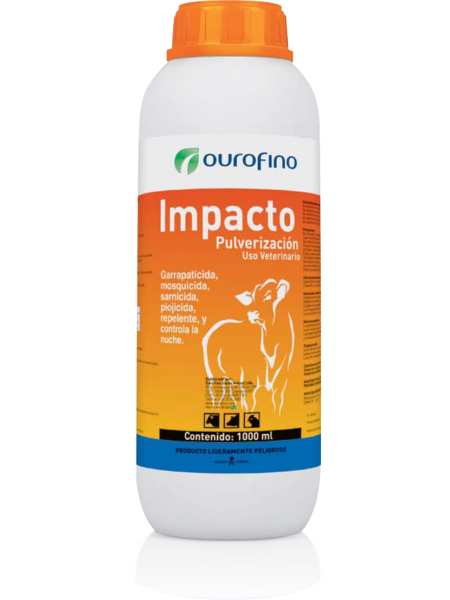 ourofino
Impacto
Pulverización
Uso Veterinario
Garrapaticida,
mosquicida,
sarnicida,
piojicida,
repelente, y
controla la
nuche.
Contenido: 1000 ml
PRODUCTO LIGERAMENTE PELIGROSO